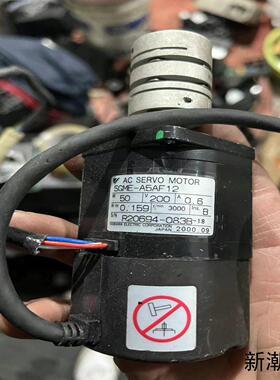 AC SERVO MOTOR
SGME-A5AF12
W 50 V 200 A 0.6
N·m 0.159 r/min 3000 Ins. B
S/N R20694-083B-18
YASKAWA ELECTRIC CORPORATION
JAPAN 2000.09
新潮